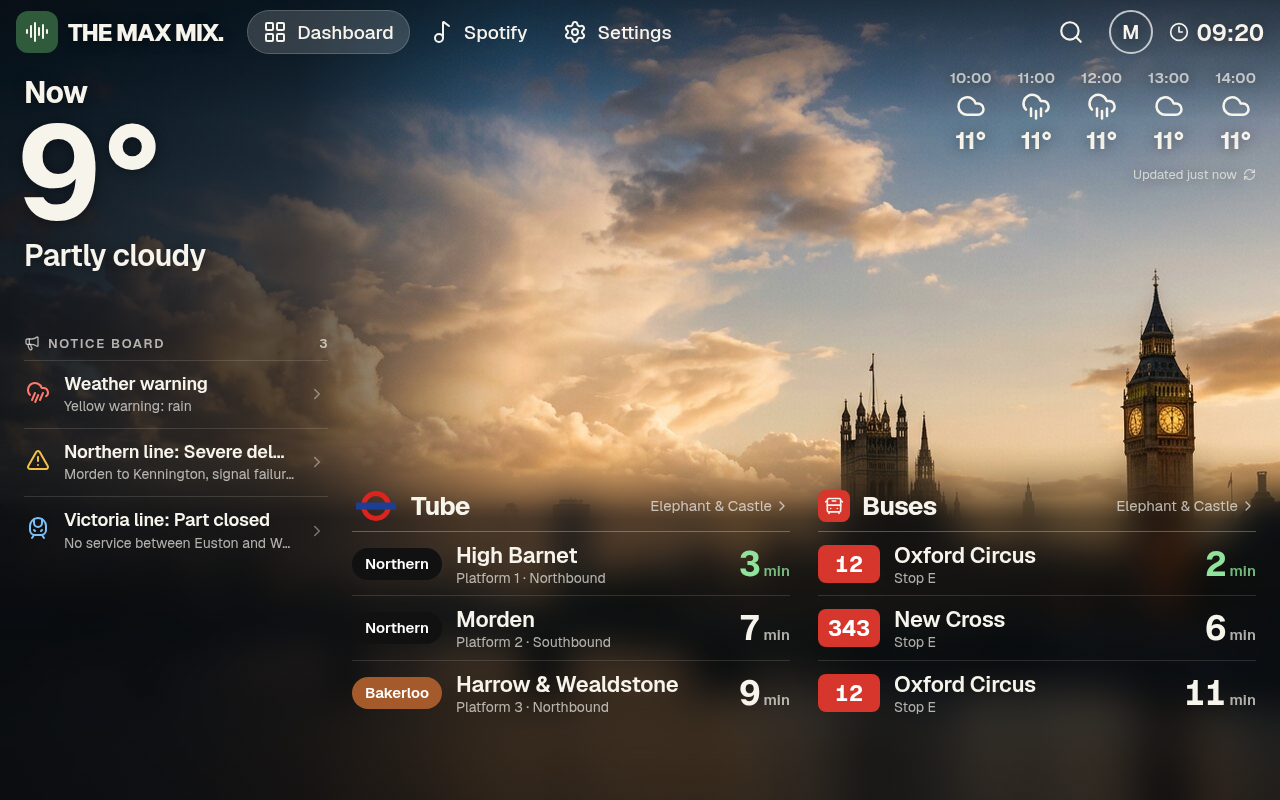 THE MAX MIX.
Dashboard
Spotify
Settings
M
09:20
Now
9°
Partly cloudy
10:00 11:00 12:00 13:00 14:00
11° 11° 11° 11° 11°
Updated just now
NOTICE BOARD 3
Weather warning
Yellow warning: rain
Northern line: Severe del...
Morden to Kennington, signal failur...
Victoria line: Part closed
No service between Euston and W...
Tube
Elephant & Castle
Northern
High Barnet
Platform 1 · Northbound
3 min
Northern
Morden
Platform 2 · Southbound
7 min
Bakerloo
Harrow & Wealdstone
Platform 3 · Northbound
9 min
Buses
Elephant & Castle
12
Oxford Circus
Stop E
2 min
343
New Cross
Stop E
6 min
12
Oxford Circus
Stop E
11 min